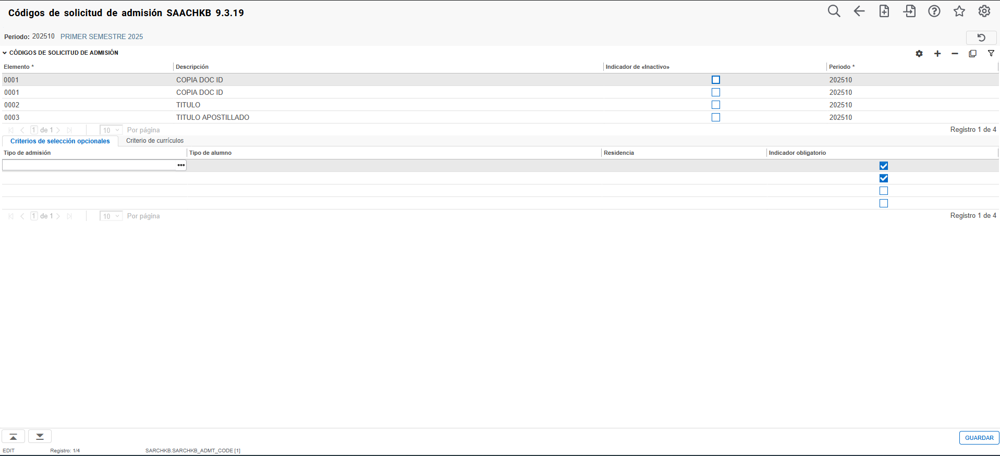 Códigos de solicitud de admisión SAACHKB 9.3.19
Periodo: 202510 PRIMER SEMESTRE 2025
CÓDIGOS DE SOLICITUD DE ADMISIÓN
Elemento * Descripción Indicador de «Inactivo» Periodo *
0001 COPIA DOC ID 202510
0001 COPIA DOC ID 202510
0002 TITULO 202510
0003 TITULO APOSTILLADO 202510
1 de 1 10 Por página Registro 1 de 4
Criterios de selección opcionales Criterio de currículos
Tipo de admisión Tipo de alumno Residencia Indicador obligatorio
1 de 1 10 Por página Registro 1 de 4
GUARDAR
EDIT Registro: 1/4 SARCHKB.SARCHKB_ADMT_CODE [1]